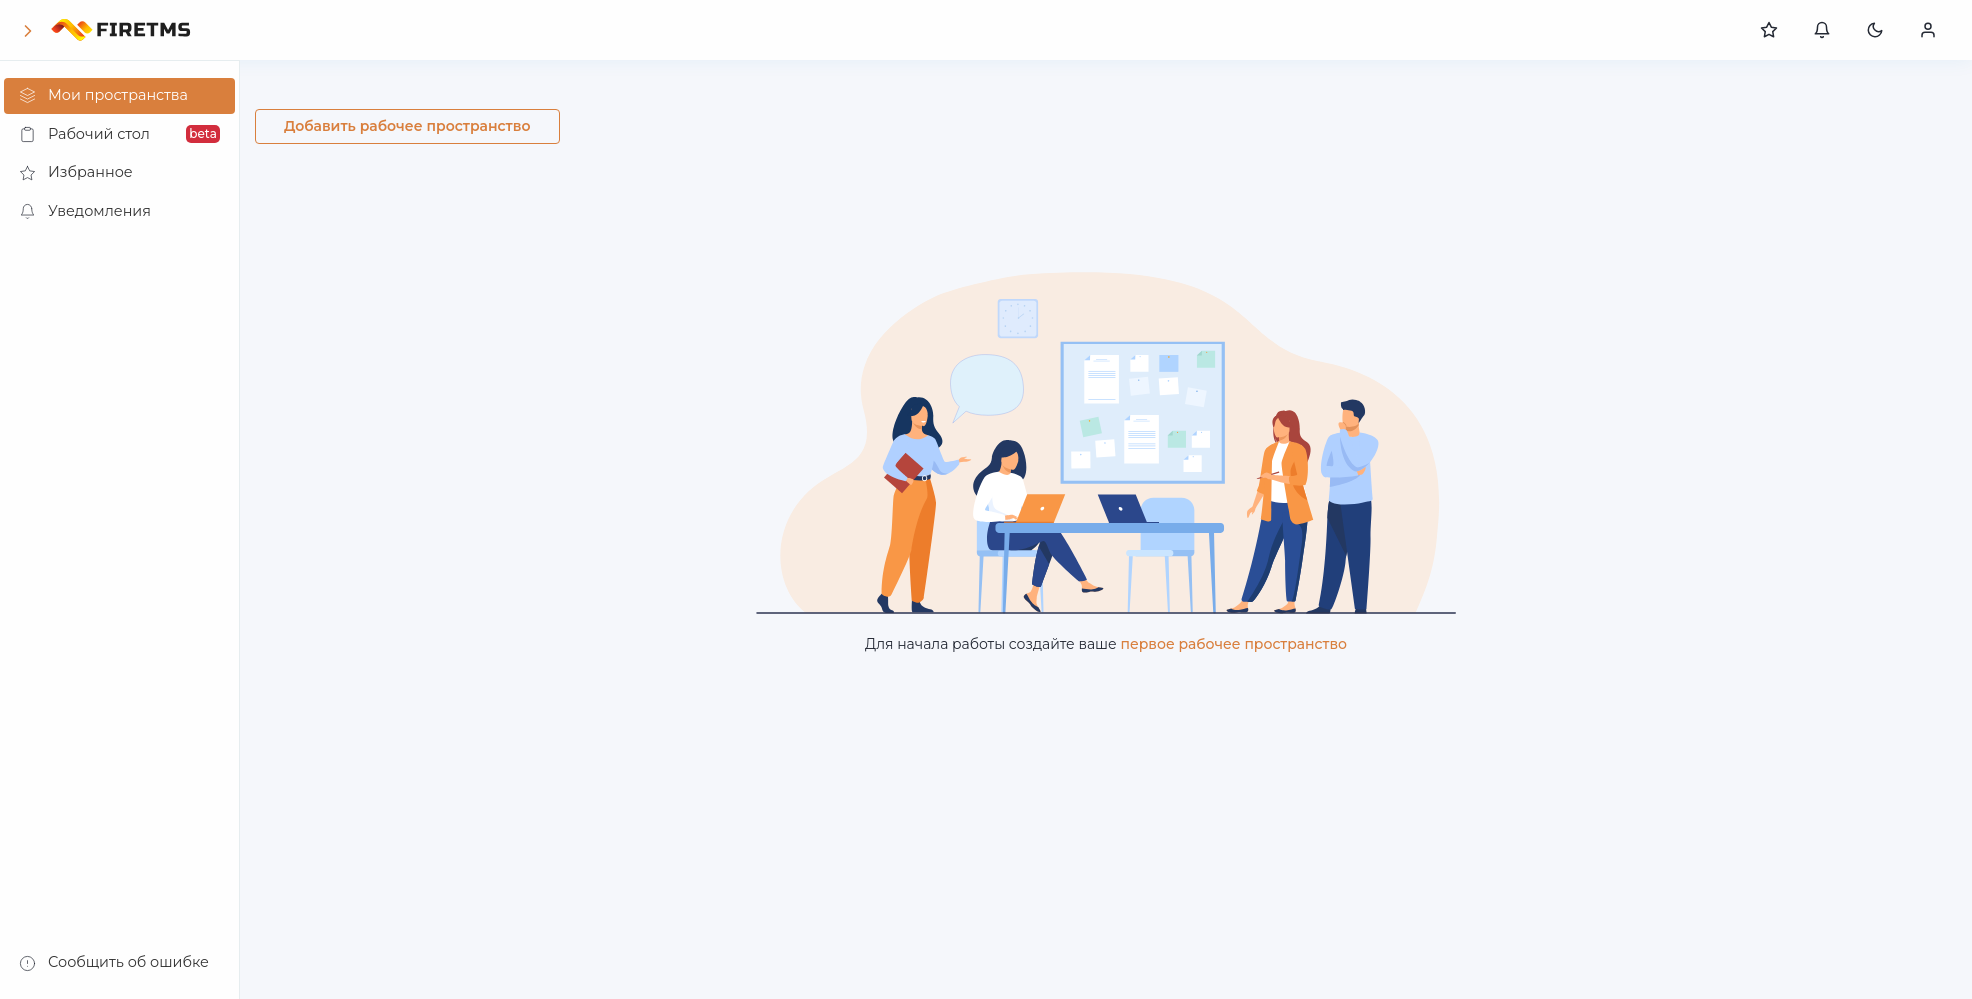 FIRETMS
Мои пространства
Рабочий стол beta
Избранное
Уведомления
Добавить рабочее пространство
Для начала работы создайте ваше первое рабочее пространство
Сообщить об ошибке